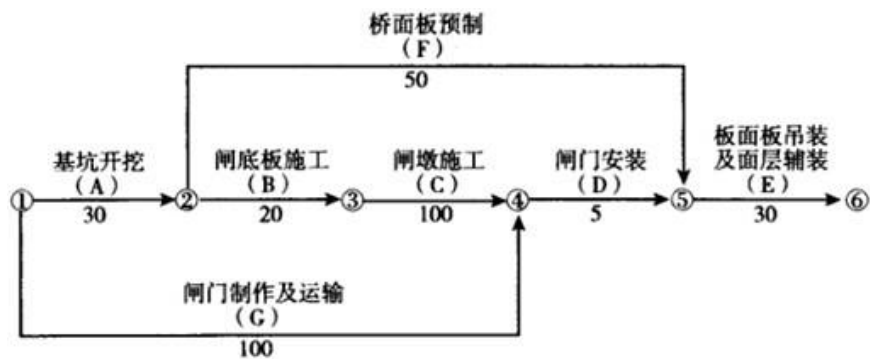 桥面板预制
(F)
50
基坑开挖
(A)
30
闸底板施工
(B)
20
闸墩施工
(C)
100
闸门安装
(D)
5
板面板吊装
及面层辅装
(E)
30
① ② ③ ④ ⑤ ⑥
闸门制作及运输
(G)
100